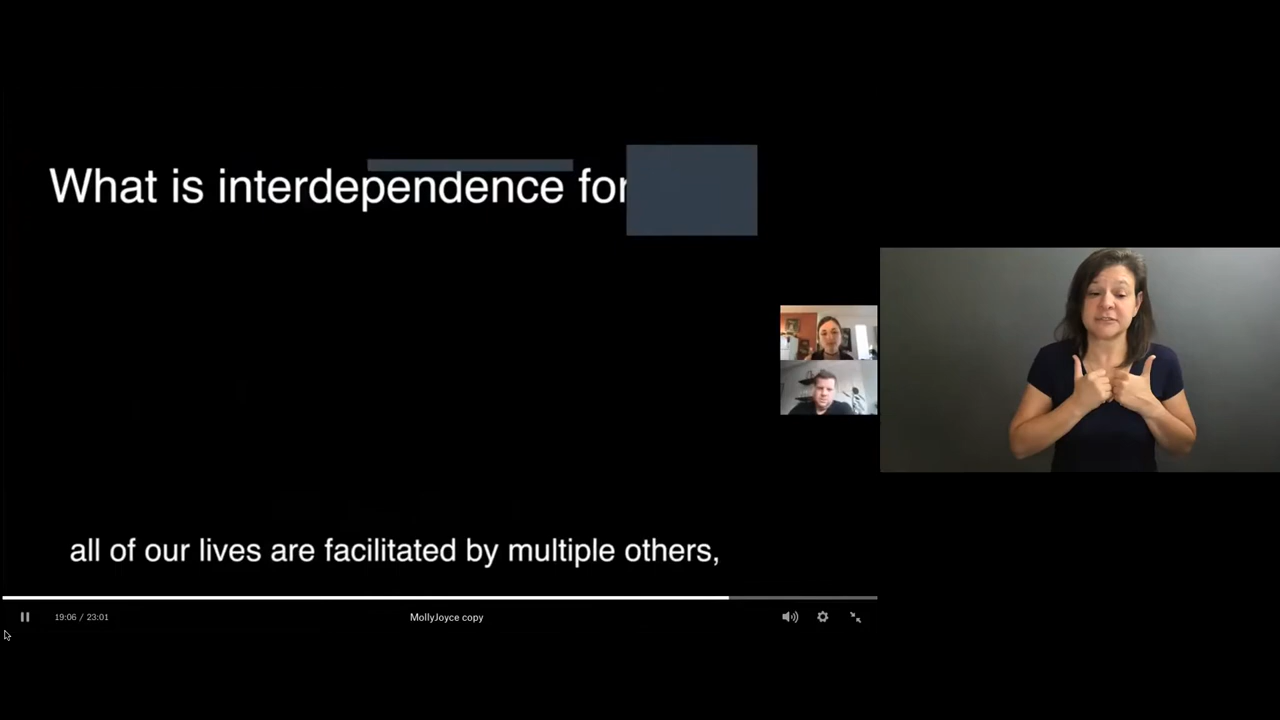 What is interdependence for
all of our lives are facilitated by multiple others,
19:06 / 23:01
MollyJoyce copy